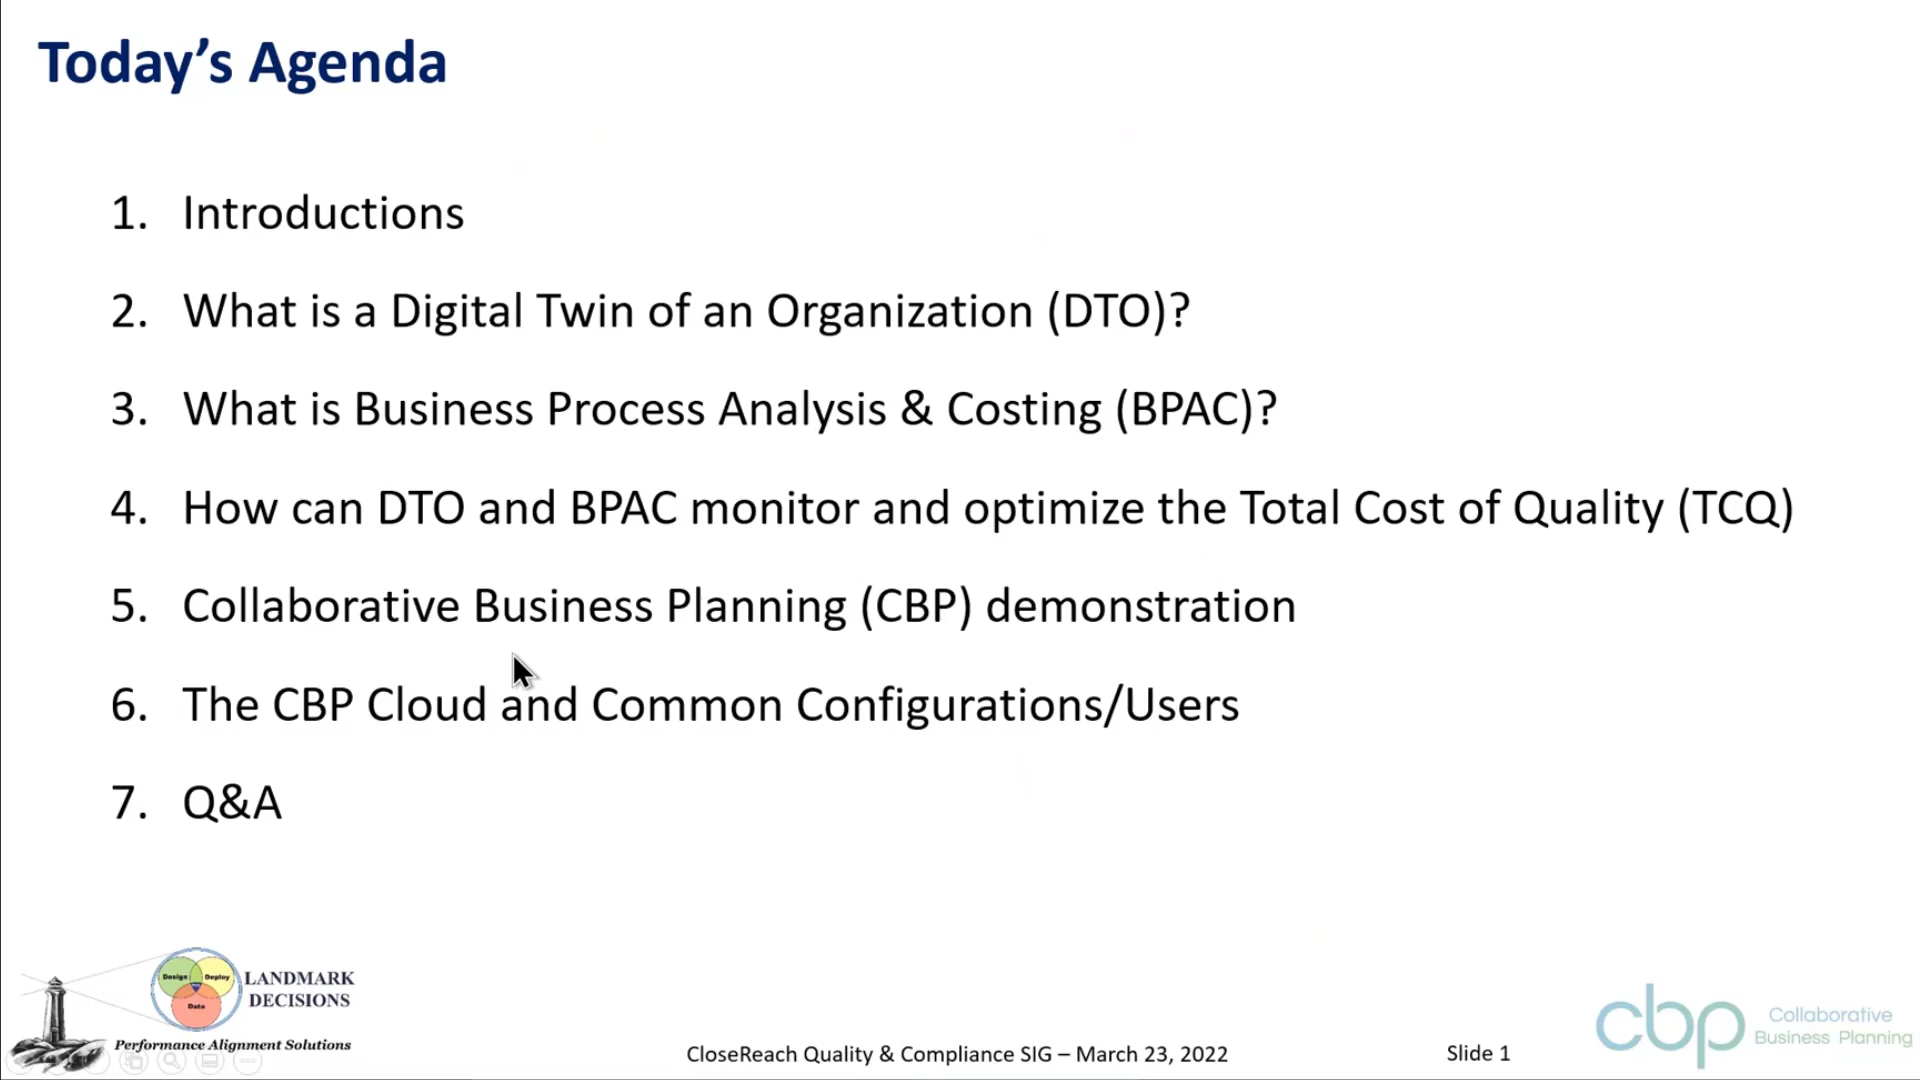 Today’s Agenda
1. Introductions
2. What is a Digital Twin of an Organization (DTO)?
3. What is Business Process Analysis & Costing (BPAC)?
4. How can DTO and BPAC monitor and optimize the Total Cost of Quality (TCQ)
5. Collaborative Business Planning (CBP) demonstration
6. The CBP Cloud and Common Configurations/Users
7. Q&A
Design Deploy
Data
LANDMARK
DECISIONS
Performance Alignment Solutions
CloseReach Quality & Compliance SIG – March 23, 2022
Slide 1
cbp
Collaborative
Business Planning